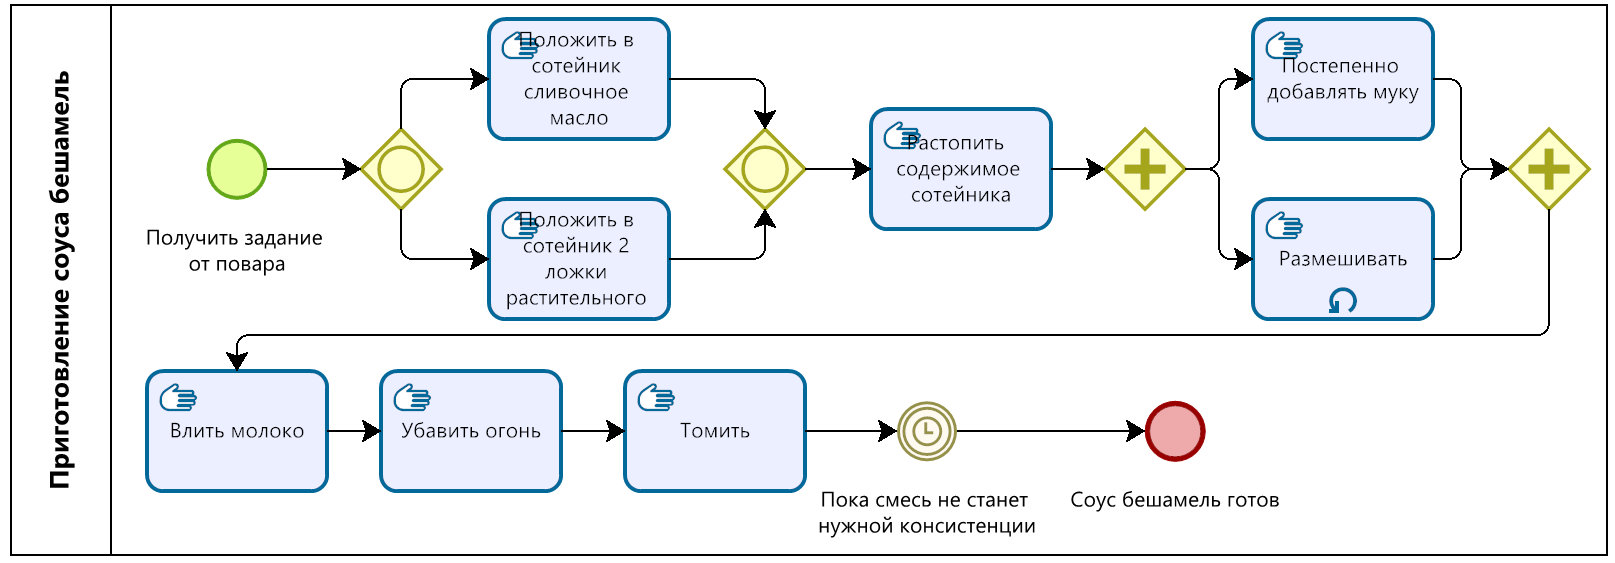 Приготовление соуса бешамель
Получить задание
от повара
Положить в
сотейник
сливочное
масло
Положить в
сотейник 2
ложки
растительного
Растопить
содержимое
сотейника
Постепенно
добавлять муку
Размешивать
Влить молоко
Убавить огонь
Томить
Пока смесь не станет
нужной консистенции
Соус бешамель готов